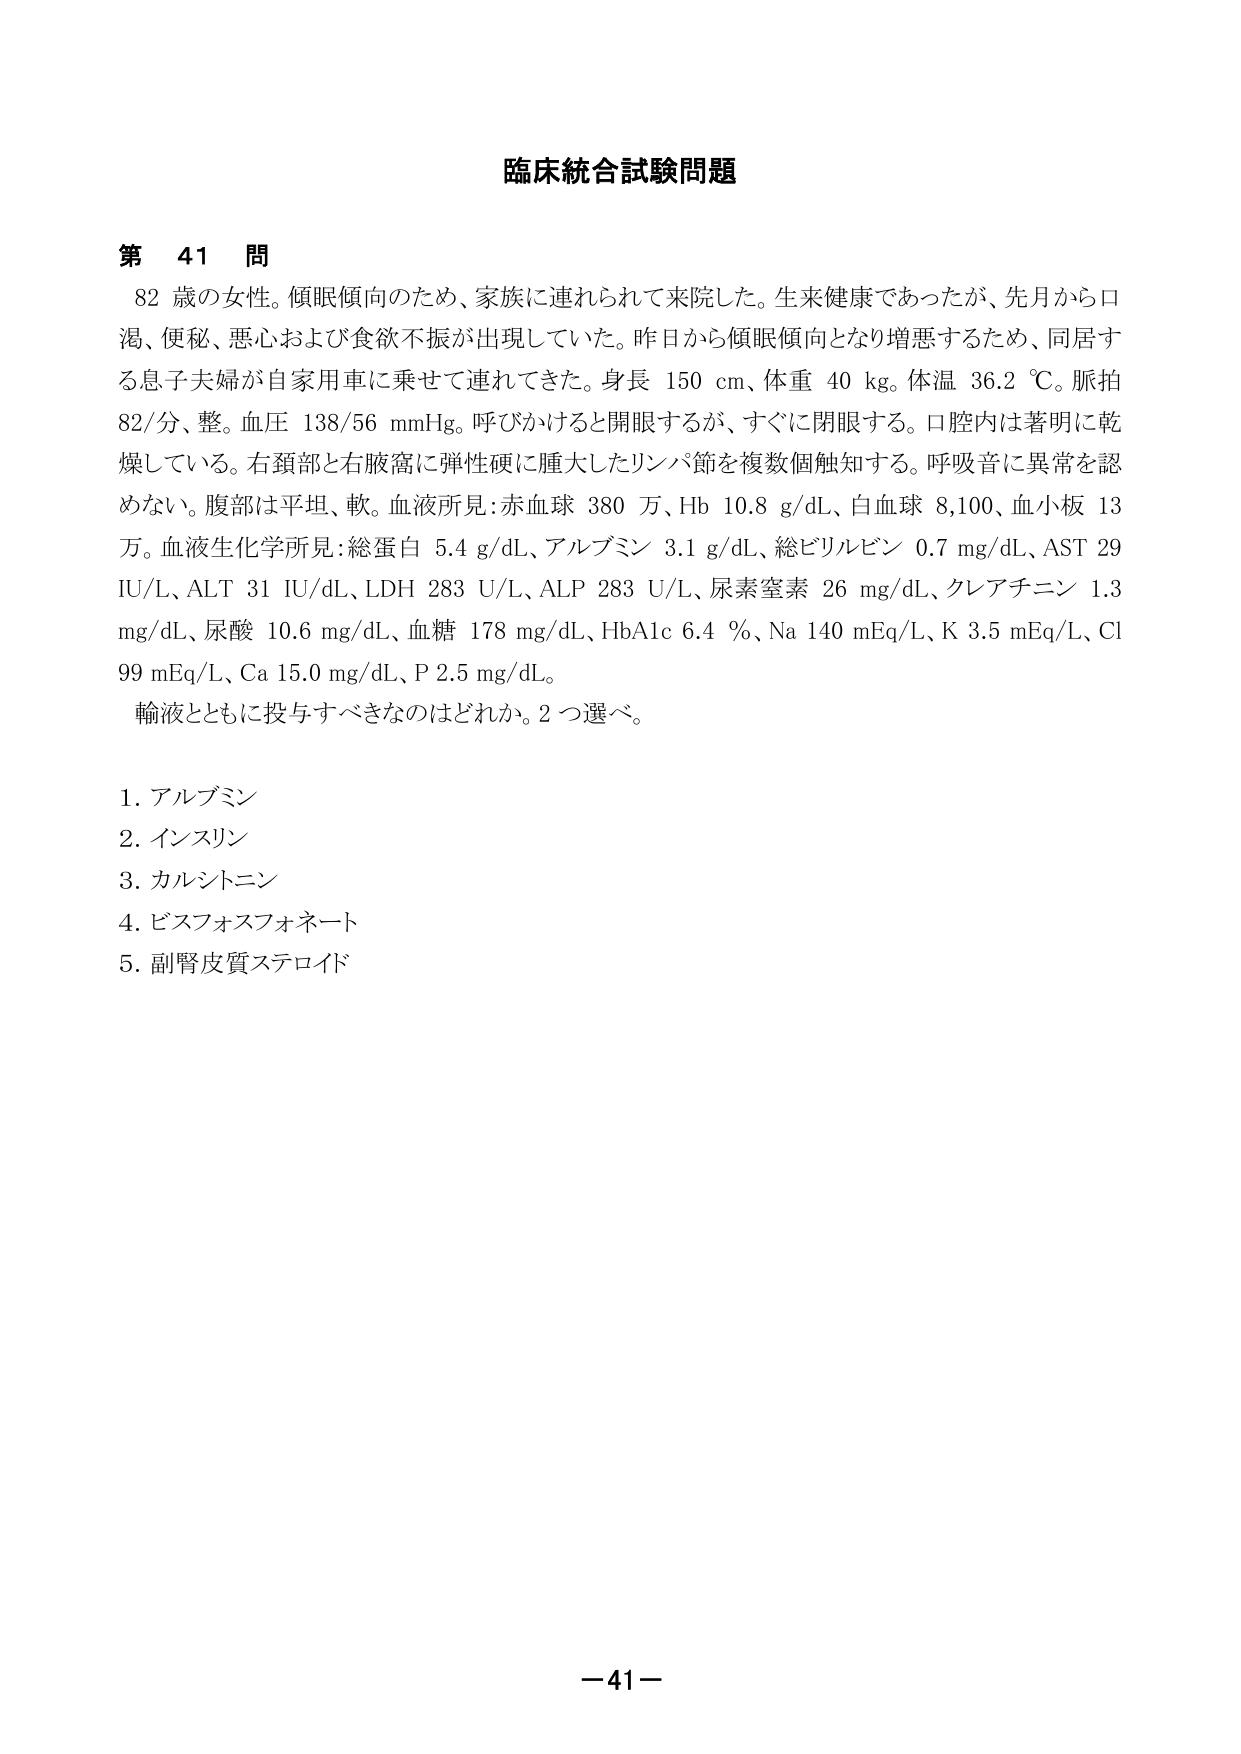 臨床統合試験問題
第 41 問
82 歳の女性。傾眠傾向のため、家族に連れられて来院した。生来健康であったが、先月から口
渇、便秘、悪心および食欲不振が出現していた。昨日から傾眠傾向となり増悪するため、同居す
る息子夫婦が自家用車に乗せて連れてきた。身長 150 cm、体重 40 kg。体温 36.2 ℃。脈拍
82/分、整。血圧 138/56 mmHg。呼びかけると開眼するが、すぐに閉眼する。口腔内は著明に乾
燥している。右頚部と右腋窩に弾性硬に腫大したリンパ節を複数個触知する。呼吸音に異常を認
めない。腹部は平坦、軟。血液所見：赤血球 380 万、Hb 10.8 g/dL、白血球 8,100、血小板 13
万。血液生化学所見：総蛋白 5.4 g/dL、アルブミン 3.1 g/dL、総ビリルビン 0.7 mg/dL、AST 29
IU/L、ALT 31 IU/dL、LDH 283 U/L、ALP 283 U/L、尿素窒素 26 mg/dL、クレアチニン 1.3
mg/dL、尿酸 10.6 mg/dL、血糖 178 mg/dL、HbA1c 6.4 %、Na 140 mEq/L、K 3.5 mEq/L、Cl
99 mEq/L、Ca 15.0 mg/dL、P 2.5 mg/dL。
輸液とともに投与すべきなのはどれか。2 つ選べ。
1. アルブミン
2. インスリン
3. カルシトニン
4. ビスフォスフォネート
5. 副腎皮質ステロイド
－41－